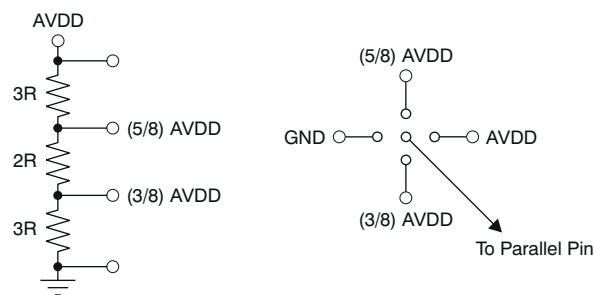 AVDD
3R
(5/8) AVDD
2R
(3/8) AVDD
3R
(5/8) AVDD
GND
AVDD
(3/8) AVDD
To Parallel Pin